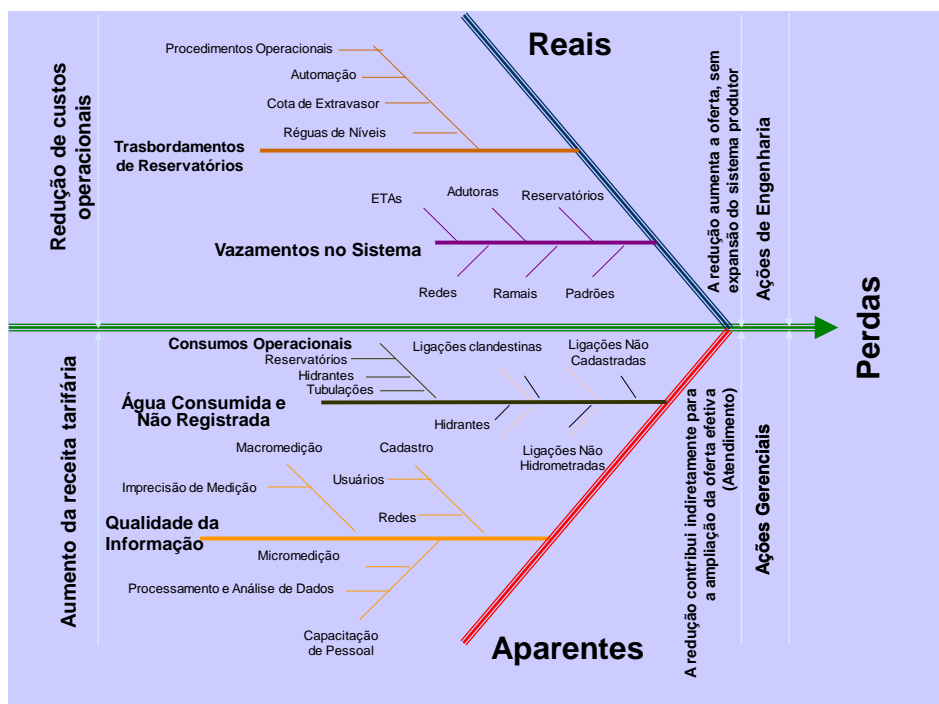 Reais
Procedimentos Operacionais
Automação
Cota de Extravasor
Réguas de Níveis
Trasbordamentos
de Reservatórios
ETAs
Adutoras
Reservatórios
Vazamentos no Sistema
Redes
Ramais
Padrões
Redução de custos
operacionais
A redução aumenta a oferta, sem
expansão do sistema produtor
Ações de Engenharia
Perdas
Consumos Operacionais
Reservatórios
Hidrantes
Tubulações
Ligações clandestinas
Ligações Não
Cadastradas
Água Consumida e
Não Registrada
Hidrantes
Ligações Não
Hidrometradas
Macromedição
Imprecisão de Medição
Cadastro
Usuários
Redes
Qualidade da
Informação
Micromedição
Processamento e Análise de Dados
Capacitação
de Pessoal
Aparentes
Aumento da receita tarifária
A redução contribui indiretamente para
a ampliação da oferta efetiva
(Atendimento)
Ações Gerenciais